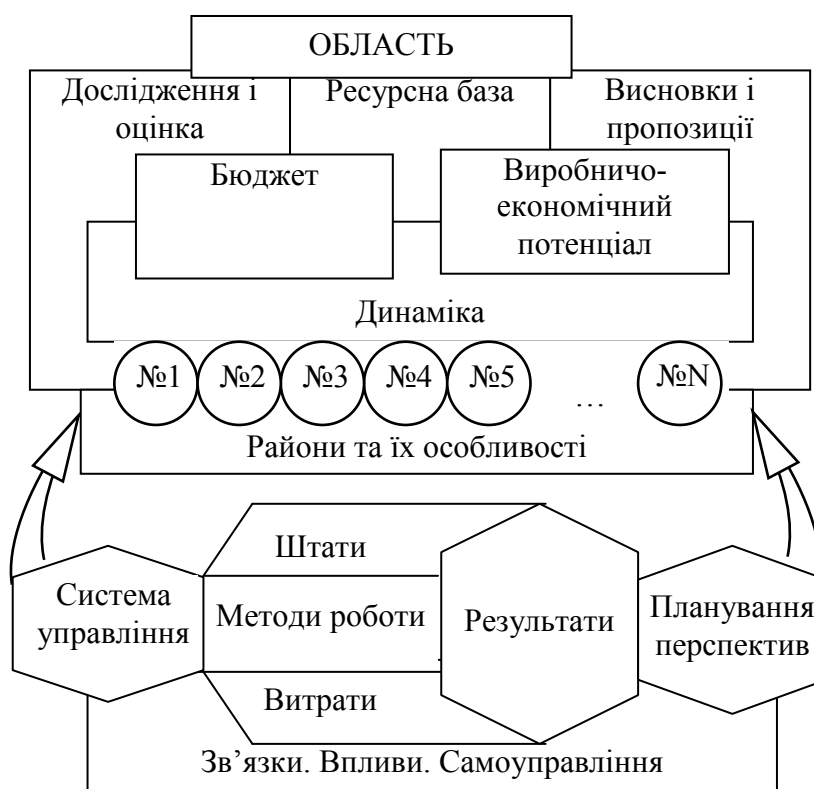 ОБЛАСТЬ
Дослідження і
оцінка
Ресурсна база
Висновки і
пропозиції
Бюджет
Виробничо-
економічний
потенціал
Динаміка
№1 №2 №3 №4 №5 … №N
Райони та їх особливості
Штати
Система
управління
Методи роботи
Результати
Планування
перспектив
Витрати
Зв’язки. Впливи. Самоуправління